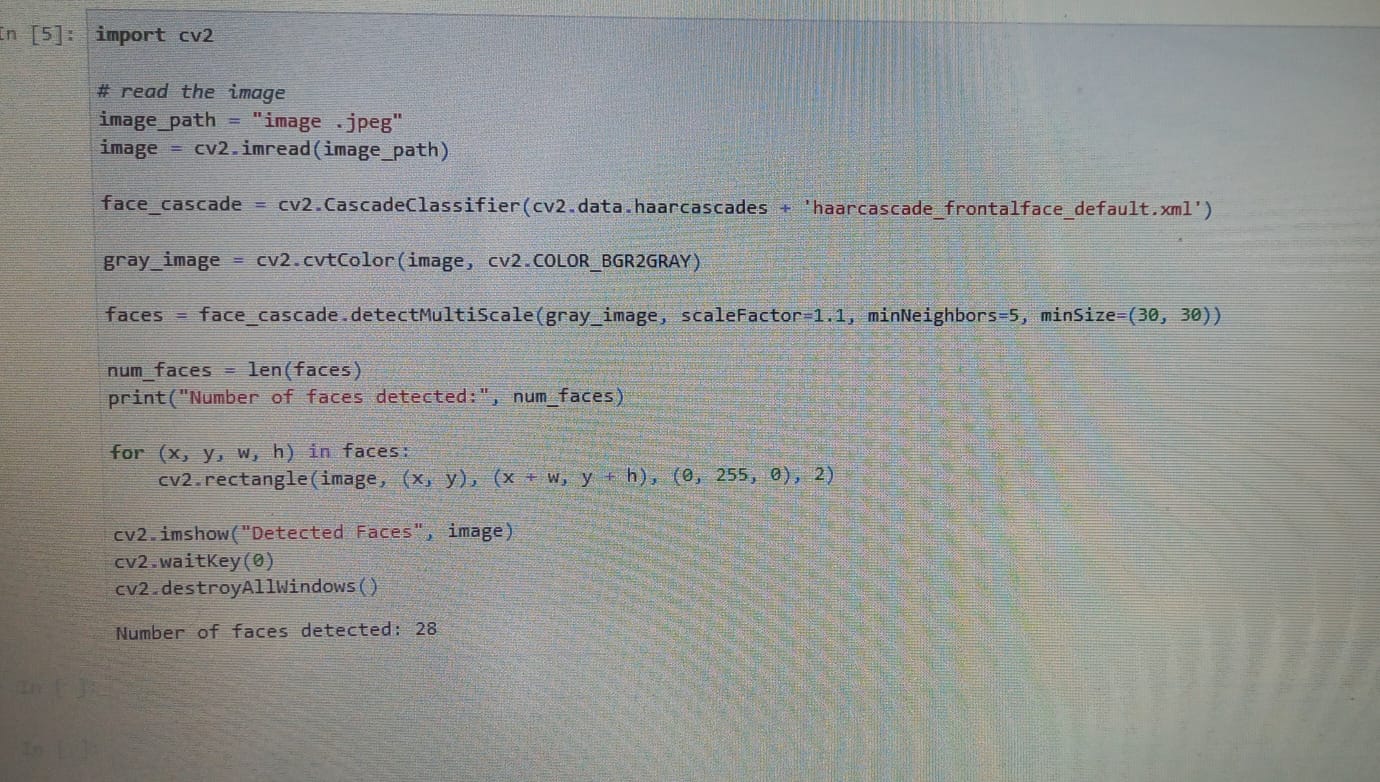 In [5]: import cv2
# read the image
image_path = "image .jpeg"
image = cv2.imread(image_path)
face_cascade = cv2.CascadeClassifier(cv2.data.haarcascades + 'haarcascade_frontalface_default.xml')
gray_image = cv2.cvtColor(image, cv2.COLOR_BGR2GRAY)
faces = face_cascade.detectMultiScale(gray_image, scaleFactor=1.1, minNeighbors=5, minSize=(30, 30))
num_faces = len(faces)
print("Number of faces detected:", num_faces)
for (x, y, w, h) in faces:
    cv2.rectangle(image, (x, y), (x + w, y + h), (0, 255, 0), 2)
cv2.imshow("Detected Faces", image)
cv2.waitKey(0)
cv2.destroyAllWindows()
Number of faces detected: 28
In [ ]:
In [ ]: